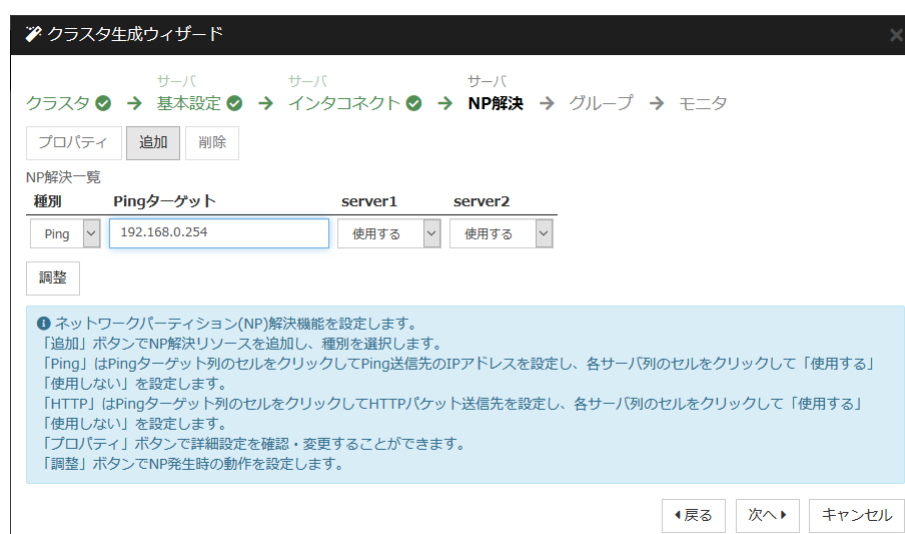 クラスタ生成ウィザード
サーバ サーバ サーバ
クラスタ → 基本設定 → インタコネクト → NP解決 → グループ → モニタ
プロパティ 追加 削除
NP解決一覧
種別 Pingターゲット server1 server2
Ping 192.168.0.254 使用する 使用する
調整
ネットワークパーティション(NP)解決機能を設定します。
「追加」ボタンでNP解決リソースを追加し、種別を選択します。
「Ping」はPingターゲット列のセルをクリックしてPing送信先のIPアドレスを設定し、各サーバ列のセルをクリックして「使用する」
「使用しない」を設定します。
「HTTP」はPingターゲット列のセルをクリックしてHTTPパケット送信先を設定し、各サーバ列のセルをクリックして「使用する」
「使用しない」を設定します。
「プロパティ」ボタンで詳細設定を確認・変更することができます。
「調整」ボタンでNP発生時の動作を設定します。
戻る 次へ キャンセル